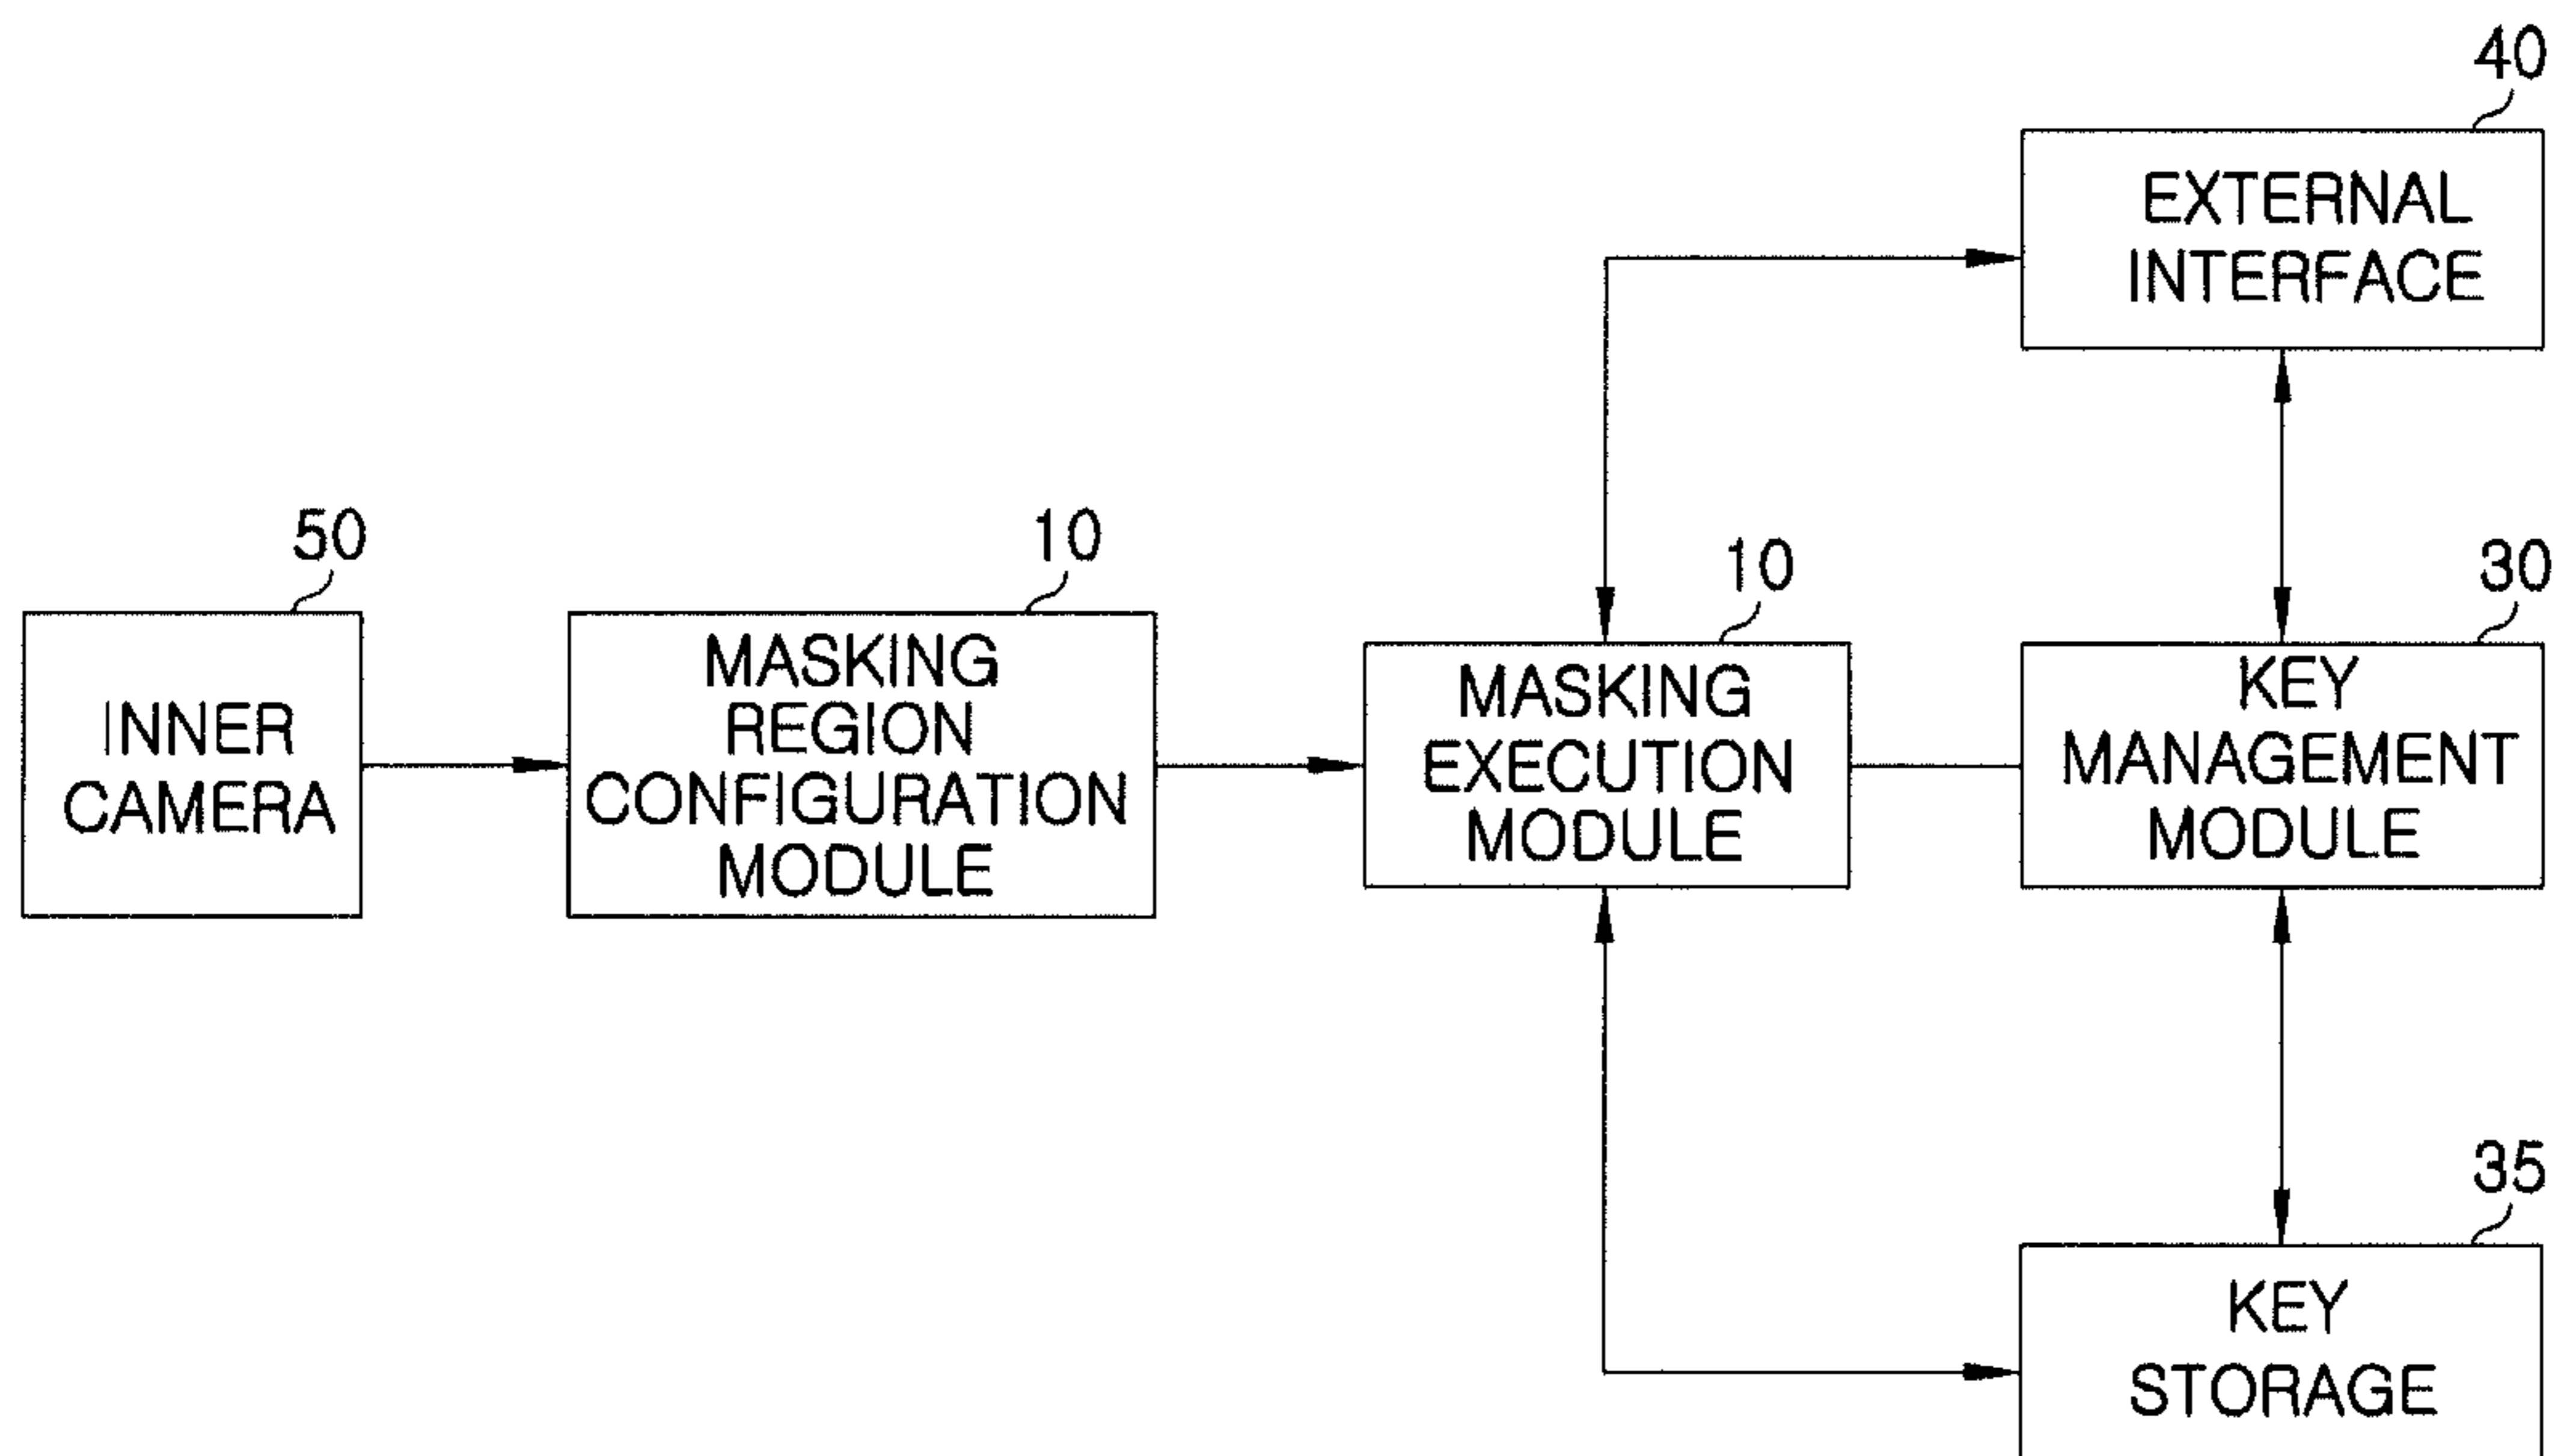 40
EXTERNAL
INTERFACE
50
INNER
CAMERA
10
MASKING
REGION
CONFIGURATION
MODULE
10
MASKING
EXECUTION
MODULE
30
KEY
MANAGEMENT
MODULE
35
KEY
STORAGE